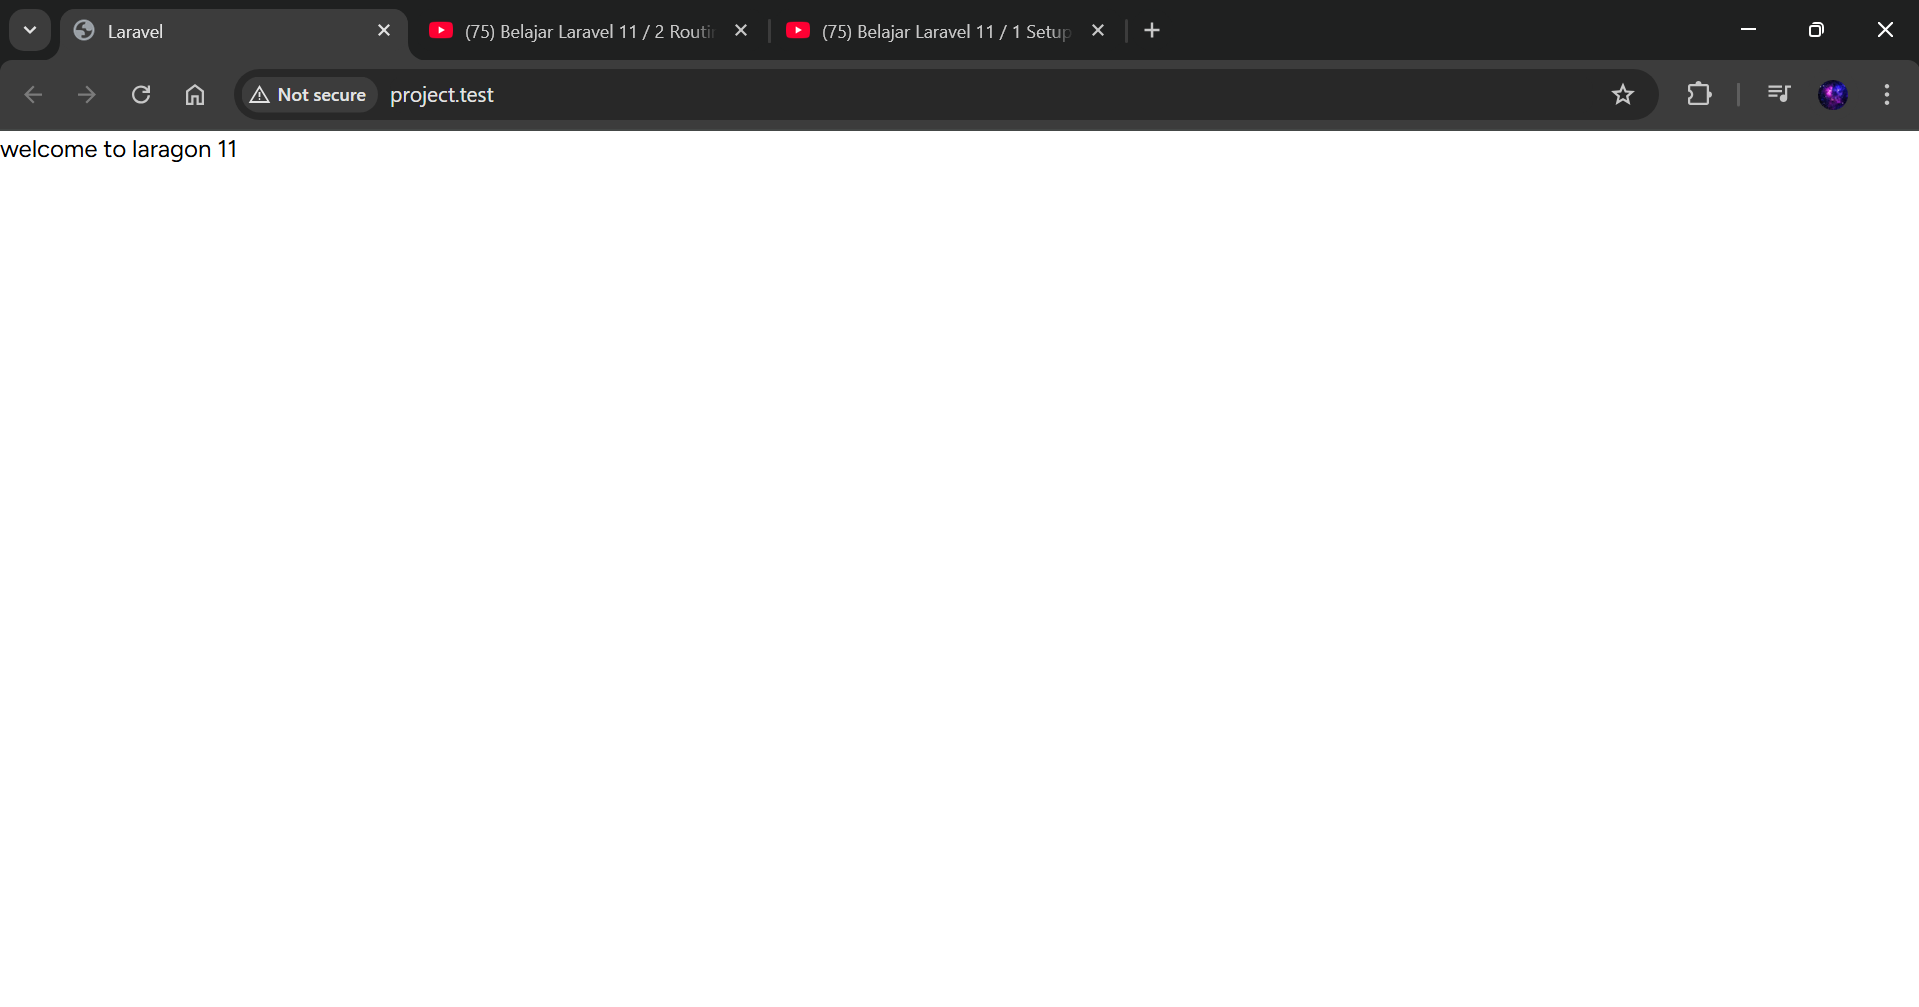 Laravel
(75) Belajar Laravel 11 / 2 Routi
(75) Belajar Laravel 11 / 1 Setup
Not secure
project.test
welcome to laragon 11